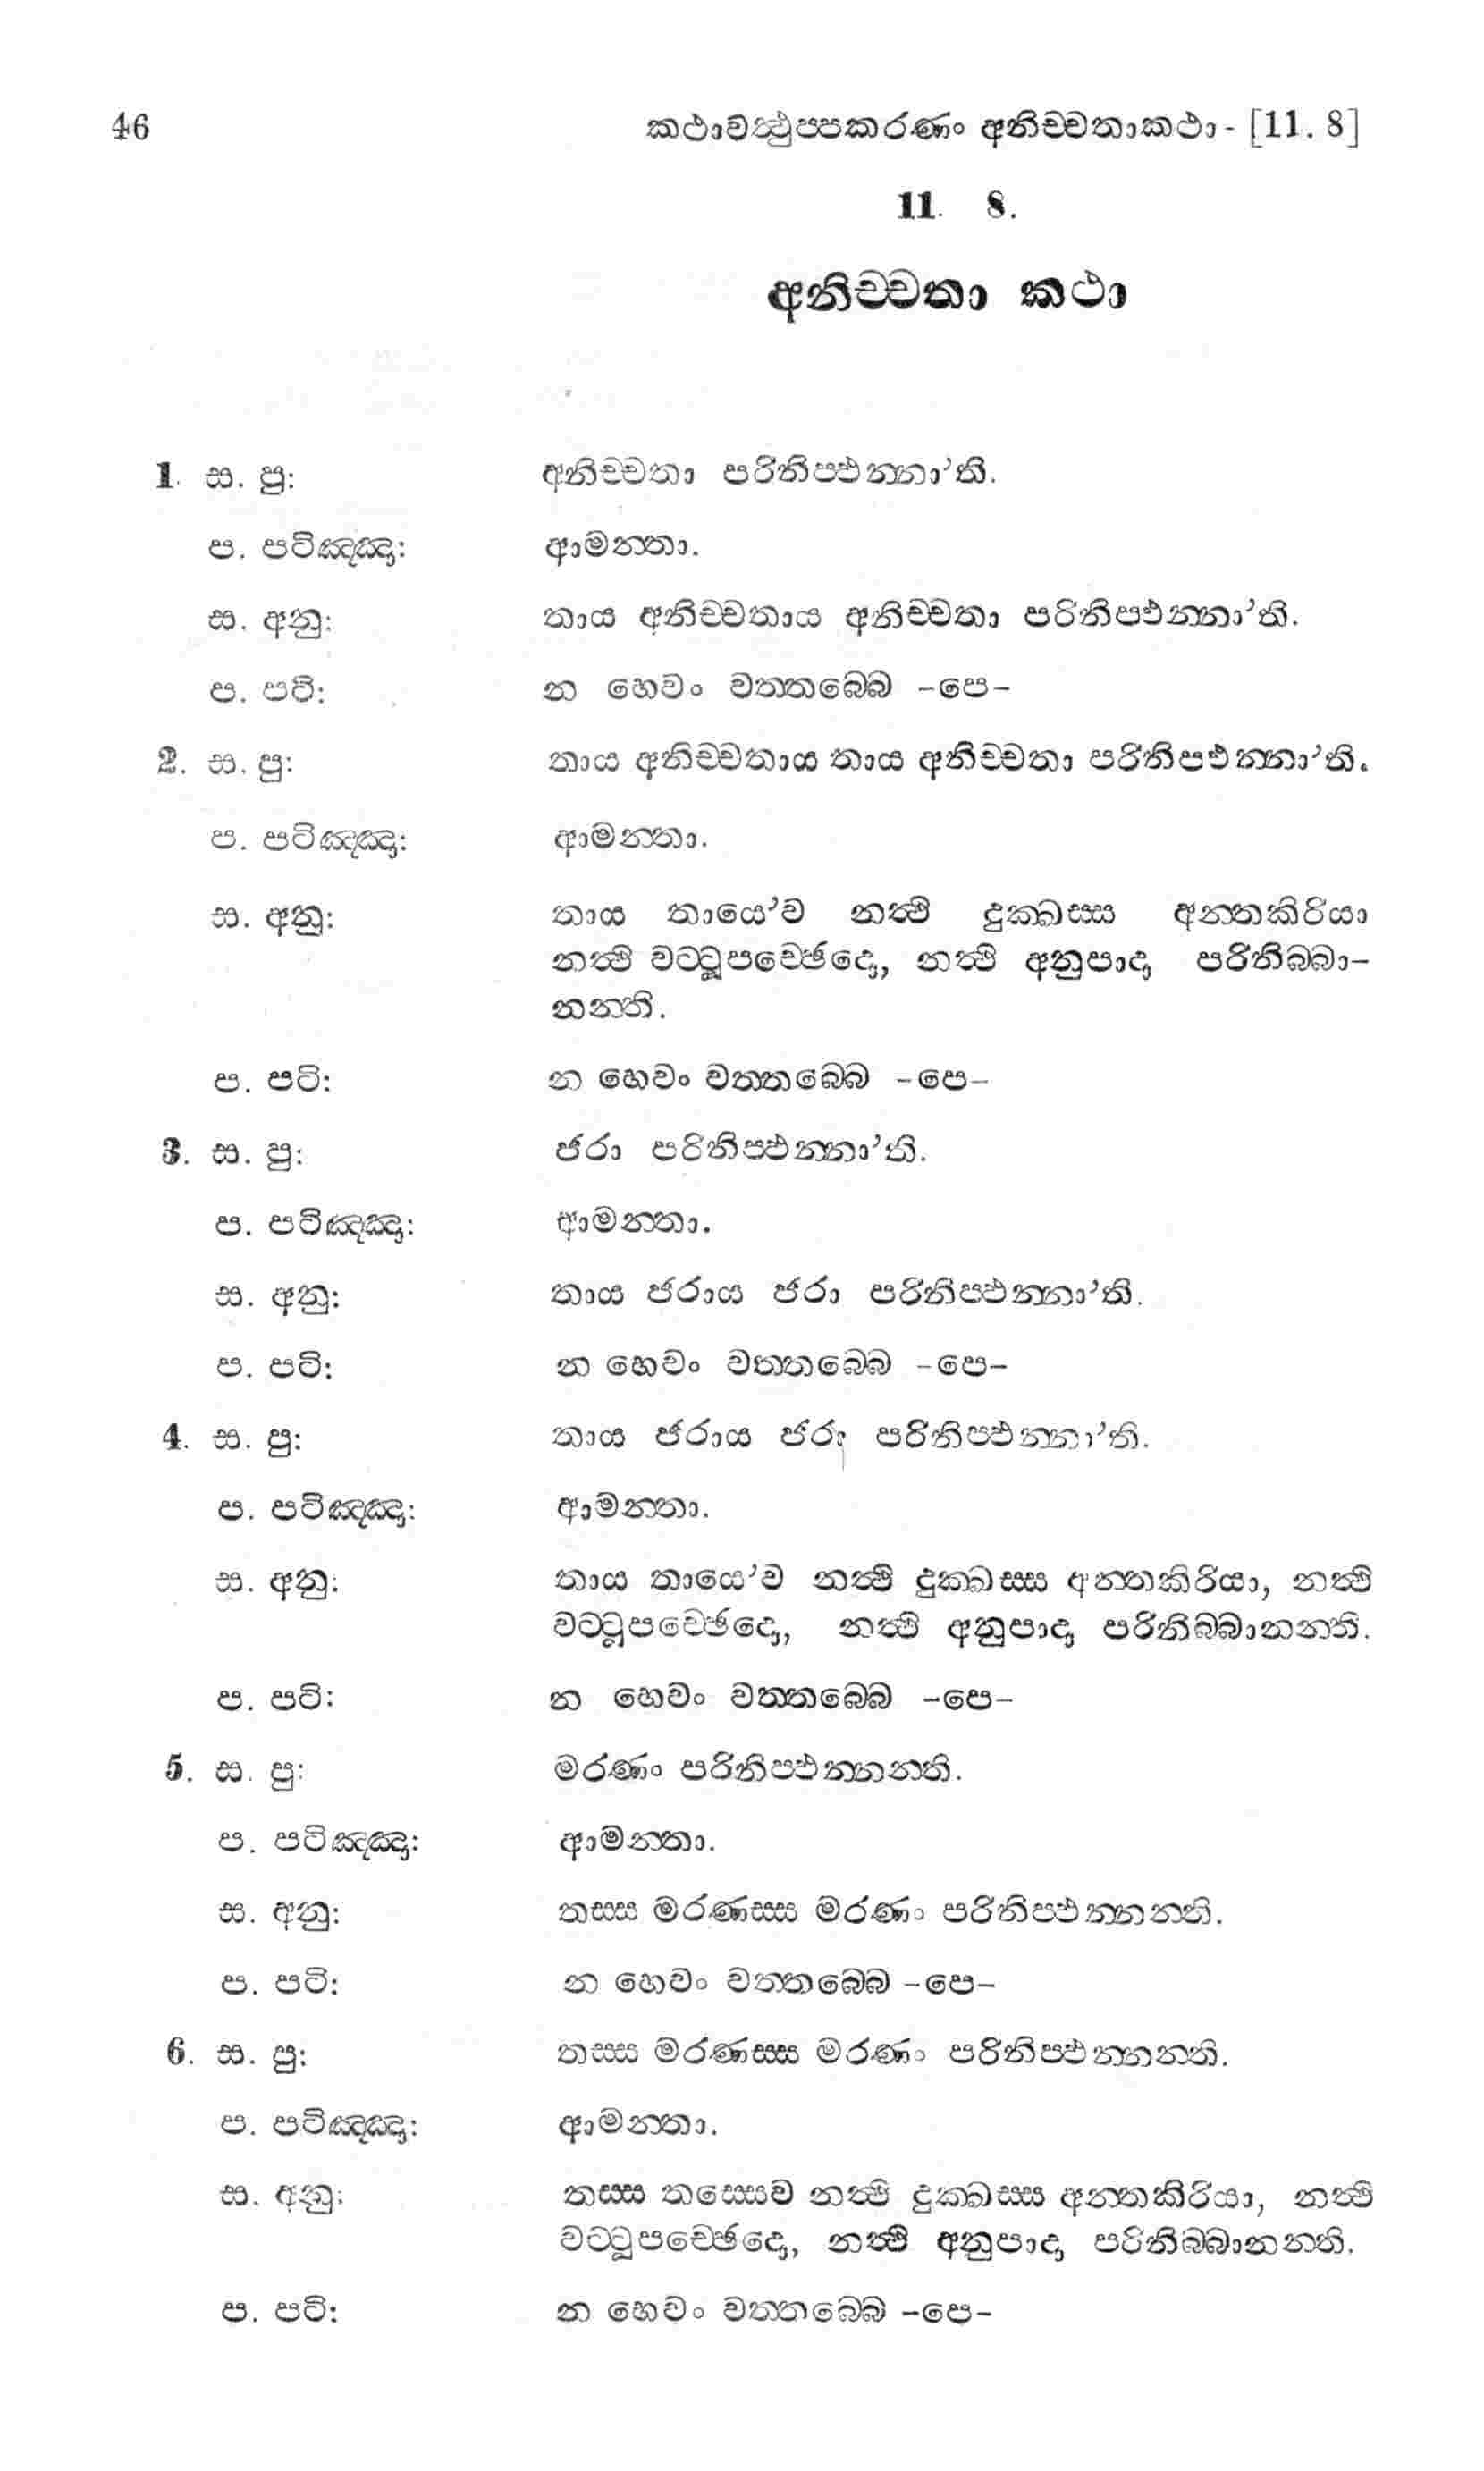 46 කථාවත්‍ථුප්පකරණං අනිච්චතාකථා - [11. 8]
11. 8.
අනිච්චතා කථා
1. ස. පු: අනිච්චතා පරිනිප්ඵන්නා’ති.
ප. පටිඤ්ඤා: ආමන්තා.
ස. අනු: තාය අනිච්චතාය අනිච්චතා පරිනිප්ඵන්නා’ති.
ප. පටි: න හෙවං වත්තබ්බෙ -පෙ-
2. ස. පු: තාය අනිච්චතාය තාය අනිච්චතා පරිනිප්ඵන්නා’ති.
ප. පටිඤ්ඤා: ආමන්තා.
ස. අනු: තාය තායෙ’ව නත්‍ථි දුක්ඛස්ස අන්තකිරියා
නත්‍ථි වට්ටූපච්ඡෙදො, නත්‍ථි අනුපාදා පරිනිබ්බා-
නන්ති.
ප. පටි: න හෙවං වත්තබ්බෙ -පෙ-
3. ස. පු: ජරා පරිනිප්ඵන්නා’ති.
ප. පටිඤ්ඤා: ආමන්තා.
ස. අනු: තාය ජරාය ජරා පරිනිප්ඵන්නා’ති.
ප. පටි: න හෙවං වත්තබ්බෙ -පෙ-
4. ස. පු: තාය ජරාය ජරා පරිනිප්ඵන්නා’ති.
ප. පටිඤ්ඤා: ආමන්තා.
ස. අනු: තාය තායෙ’ව නත්‍ථි දුක්ඛස්ස අන්තකිරියා, නත්‍ථි
වට්ටුපච්ඡෙදො, නත්‍ථි අනුපාදා පරිනිබ්බානන්ති.
ප. පටි: න හෙවං වත්තබ්බෙ -පෙ-
5. ස. පු: මරණං පරිනිප්ඵන්නන්ති.
ප. පටිඤ්ඤා: ආමන්තා.
ස. අනු: තස්ස මරණස්ස මරණං පරිනිප්ඵන්නන්ති.
ප. පටි: න හෙවං වත්තබ්බෙ -පෙ-
6. ස. පු: තස්ස මරණස්ස මරණං පරිනිප්ඵන්නන්ති.
ප. පටිඤ්ඤා: ආමන්තා.
ස. අනු: තස්ස තස්සෙව නත්‍ථි දුක්ඛස්ස අන්තකිරියා, නත්‍ථි
වට්ටූපච්ඡෙදො, නත්‍ථි අනුපාදා පරිනිබ්බානන්ති.
ප. පටි: න හෙවං වත්තබ්බෙ -පෙ-